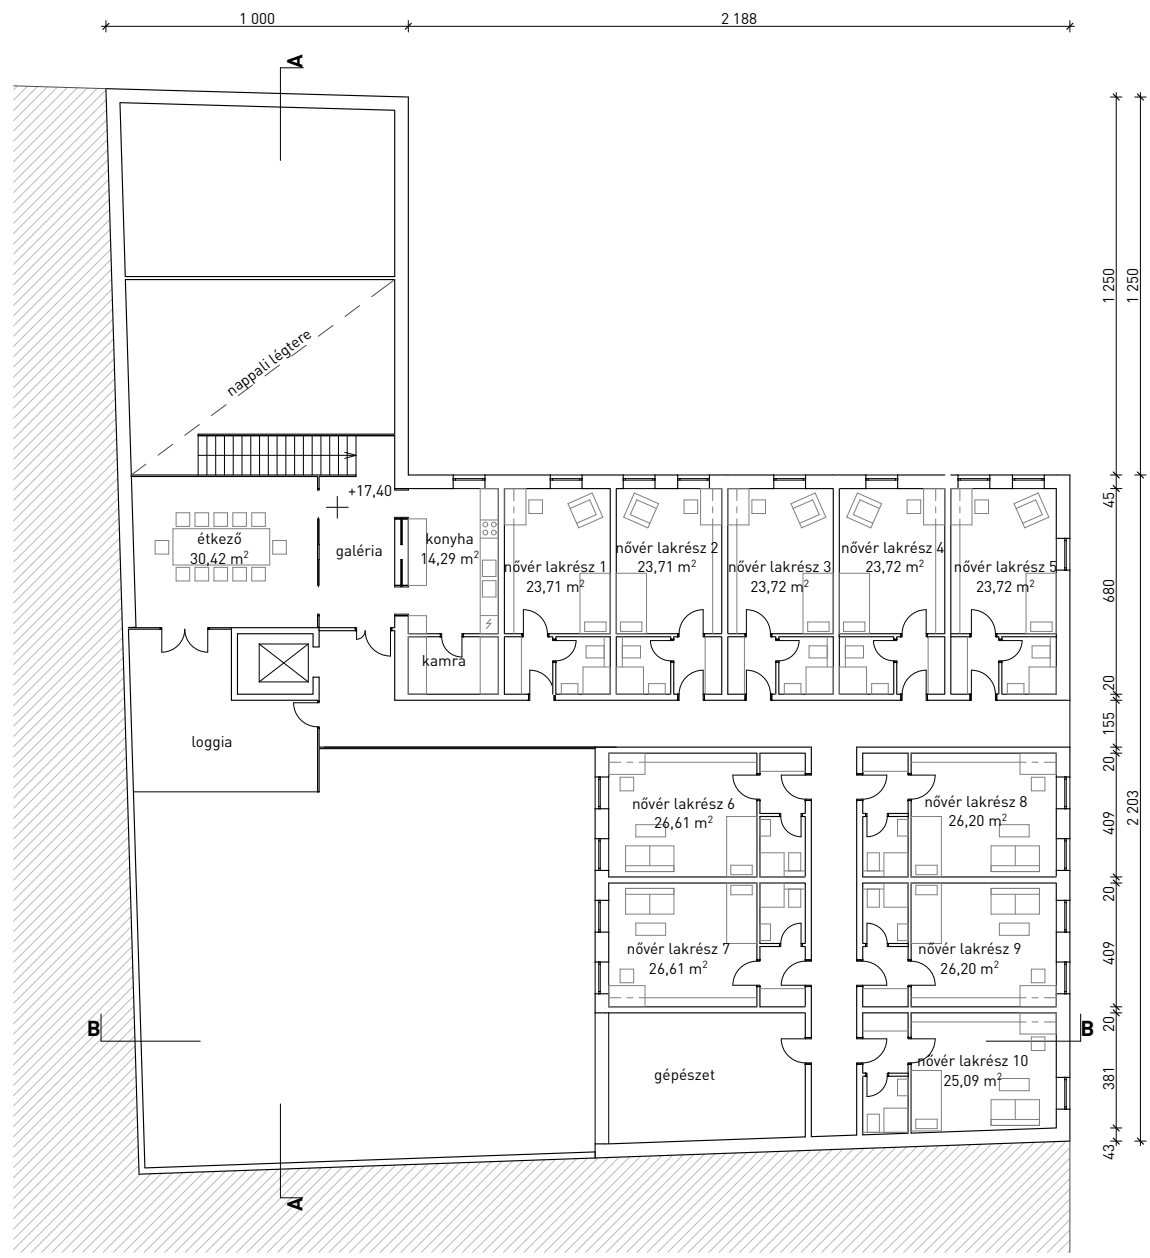 1 000
2 188
A
1 250
1 250
nappali légtere
+17,40
45
étkező
30,42 m²
galéria
konyha
14,29 m²
nővér lakrész 1
23,71 m²
nővér lakrész 2
23,71 m²
nővér lakrész 3
23,72 m²
nővér lakrész 4
23,72 m²
nővér lakrész 5
23,72 m²
680
kamra
20
155
loggia
20
nővér lakrész 6
26,61 m²
nővér lakrész 8
26,20 m²
409
2 203
20
nővér lakrész 7
26,61 m²
nővér lakrész 9
26,20 m²
409
B
20
B
gépészet
nővér lakrész 10
25,09 m²
381
43
A